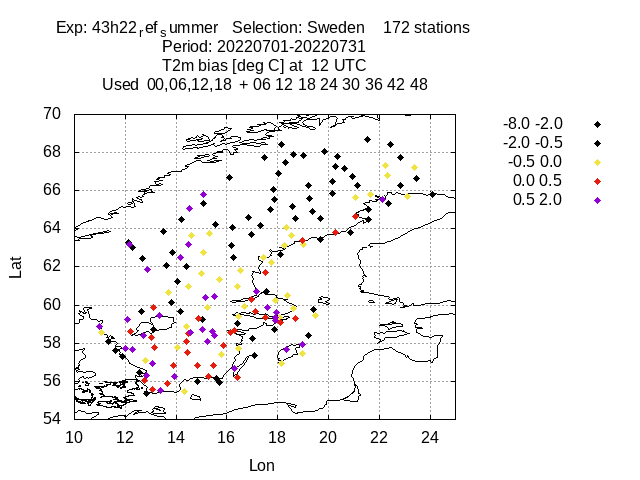 Exp: 43h22refsummer   Selection: Sweden    172 stations
Period: 20220701-20220731
T2m bias [deg C] at  12 UTC
Used  00,06,12,18  + 06 12 18 24 30 36 42 48
-8.0 -2.0
-2.0 -0.5
-0.5 0.0
0.0 0.5
0.5 2.0
70
68
66
64
62
60
58
56
54
Lat
10 12 14 16 18 20 22 24
Lon